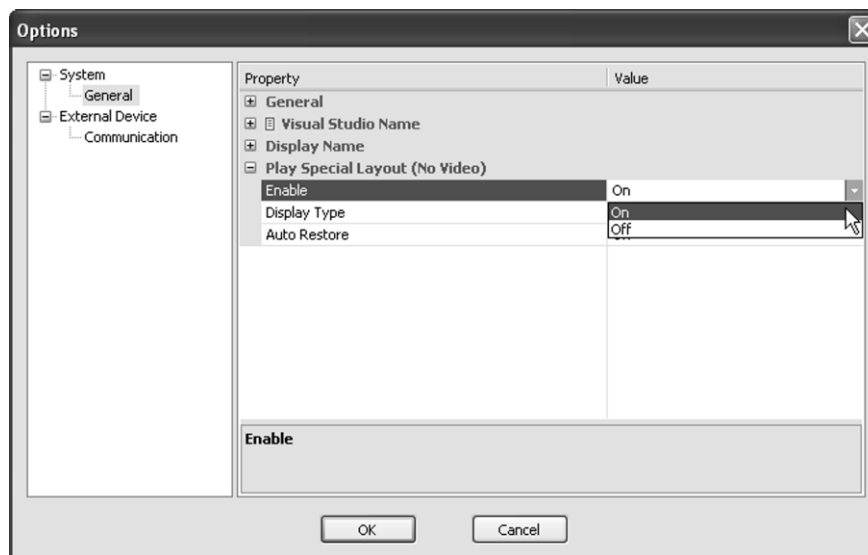 Options
System
General
External Device
Communication
Property Value
General
Visual Studio Name
Display Name
Play Special Layout (No Video)
Enable On
On
Off
Display Type
Auto Restore
Enable
OK Cancel